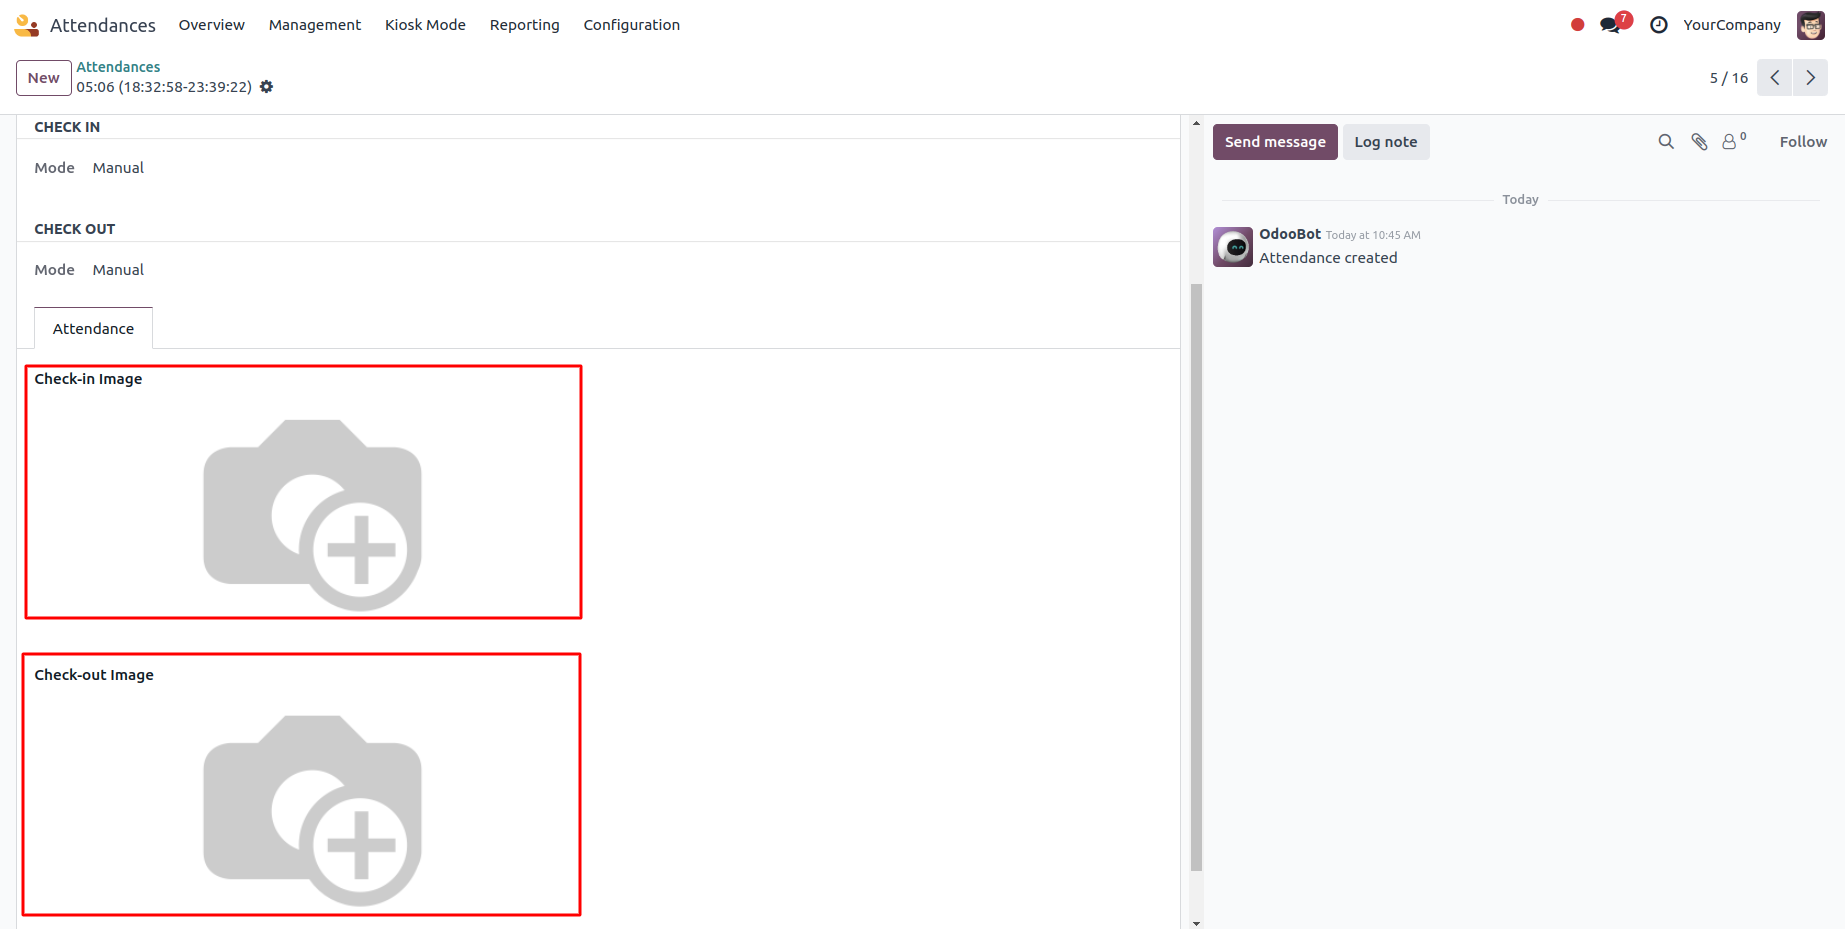 Attendances Overview Management Kiosk Mode Reporting Configuration 7 YourCompany
New Attendances 5 / 16
05:06 (18:32:58-23:39:22)
CHECK IN
Mode Manual
CHECK OUT
Mode Manual
Attendance
Check-in Image
Check-out Image
Send message Log note 0 Follow
Today
OdooBot Today at 10:45 AM
Attendance created